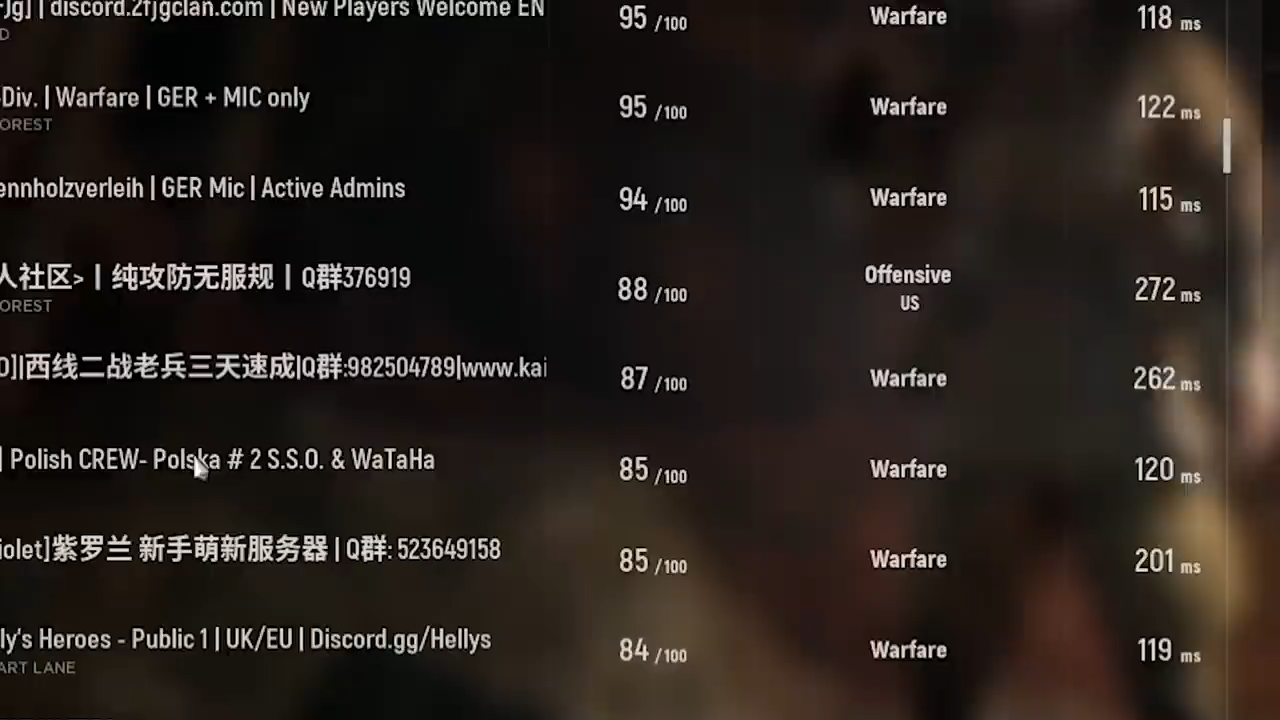 Jg] | discord.2fjgclan.com | New Players Welcome EN 95 /100 Warfare 118 ms
D
Div. | Warfare | GER + MIC only 95 /100 Warfare 122 ms
OREST
ennholzverleih | GER Mic | Active Admins 94 /100 Warfare 115 ms
人社区> | 纯攻防无服规 | Q群376919 88 /100 Offensive 272 ms
OREST US
]|西线二战老兵三天速成|Q群:982504789|www.kai 87 /100 Warfare 262 ms
| Polish CREW- Polska # 2 S.S.O. & WaTaHa 85 /100 Warfare 120 ms
iolet]紫罗兰 新手萌新服务器 | Q群: 523649158 85 /100 Warfare 201 ms
ly's Heroes - Public 1 | UK/EU | Discord.gg/Hellys 84 /100 Warfare 119 ms
ART LANE